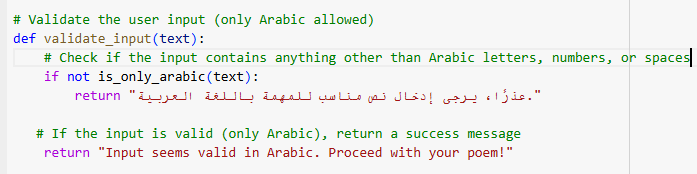 # Validate the user input (only Arabic allowed)
def validate_input(text):
# Check if the input contains anything other than Arabic letters, numbers, or spaces
if not is_only_arabic(text):
return "عذرًا، يرجى إدخال نص مناسب للمهمة باللغة العربية."
# If the input is valid (only Arabic), return a success message
return "Input seems valid in Arabic. Proceed with your poem!"